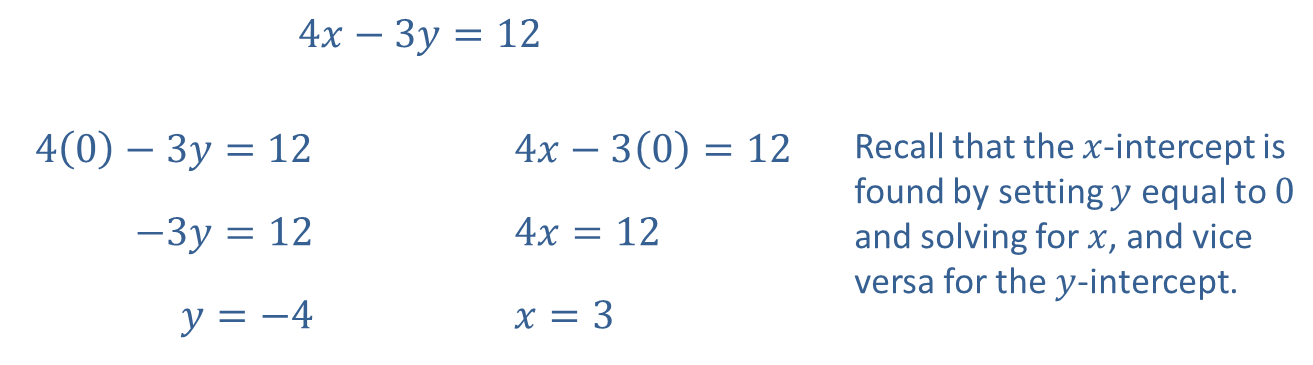 4x − 3y = 12
4(0) − 3y = 12
−3y = 12
y = −4
4x − 3(0) = 12
4x = 12
x = 3
Recall that the x-intercept is
found by setting y equal to 0
and solving for x, and vice
versa for the y-intercept.